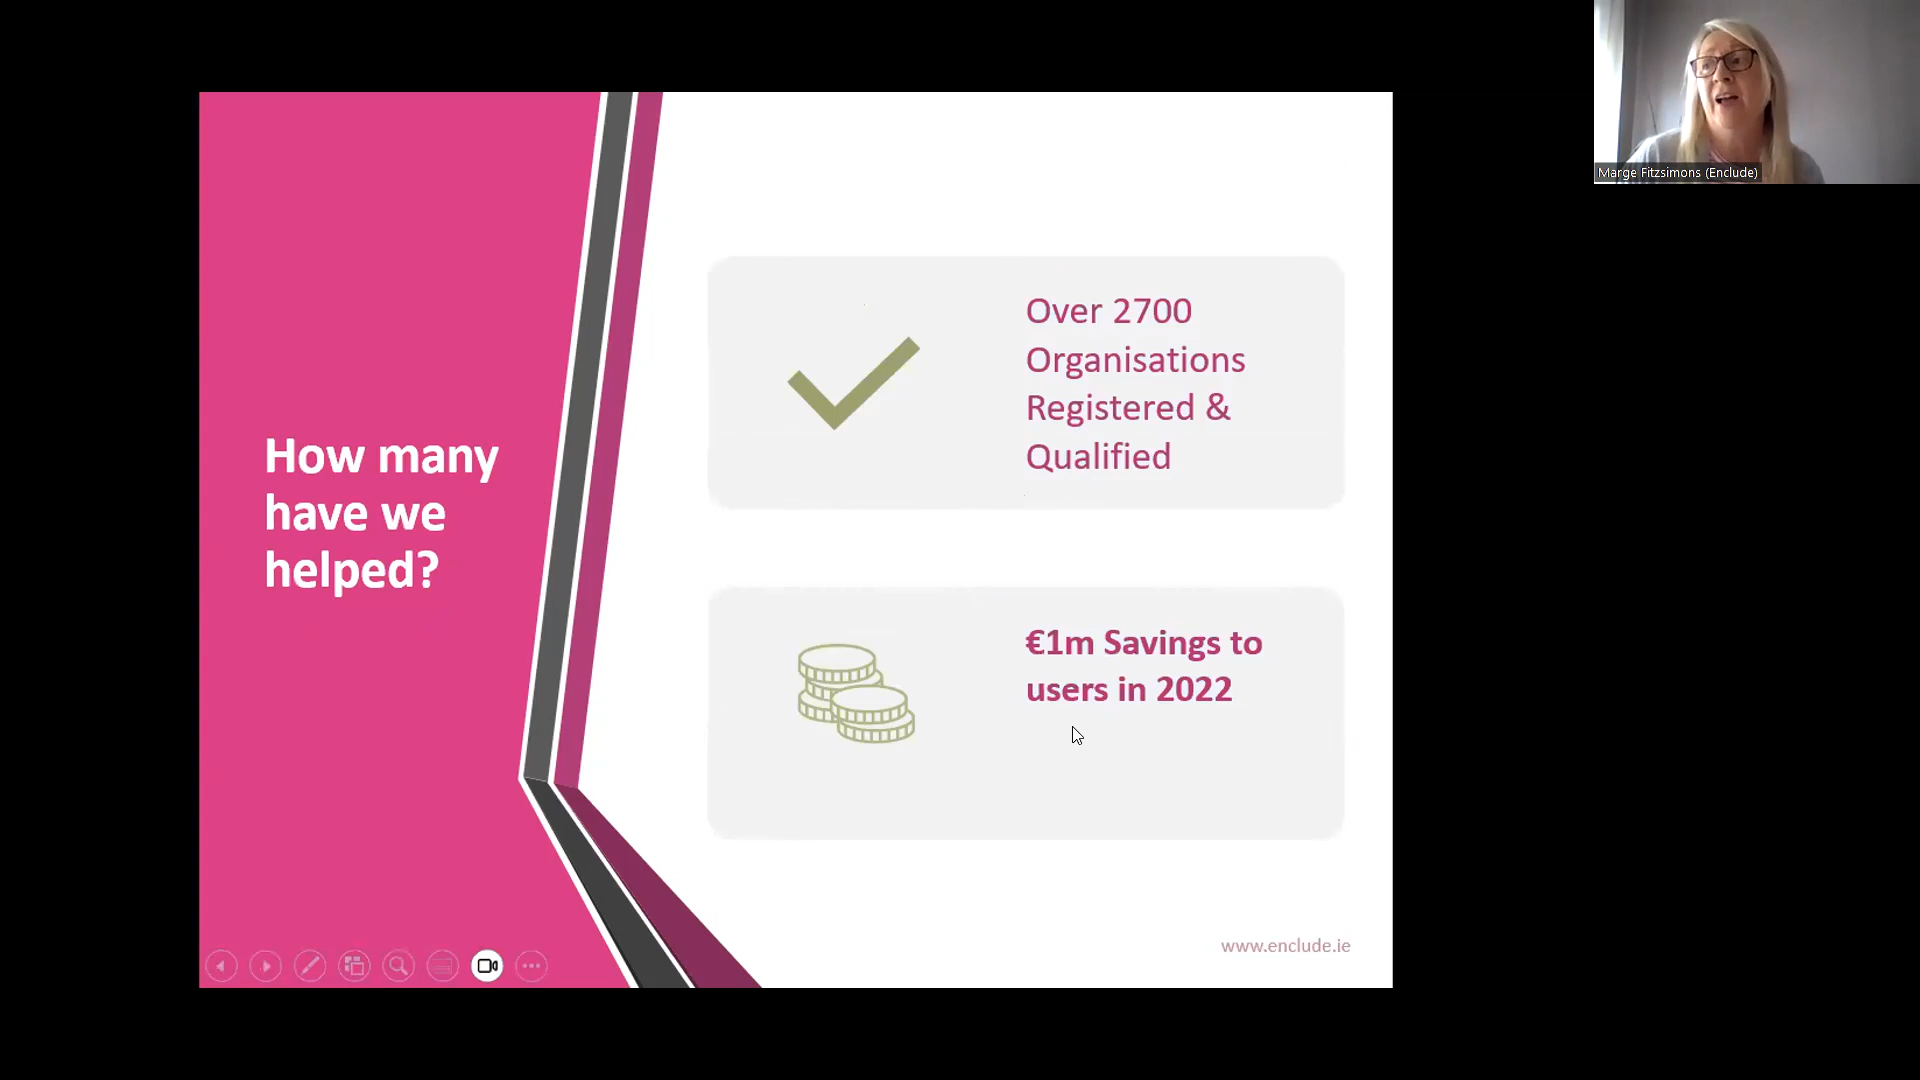 Marge Fitzsimons (Enclude)
How many
have we
helped?
Over 2700
Organisations
Registered &
Qualified
€1m Savings to
users in 2022
www.enclude.ie